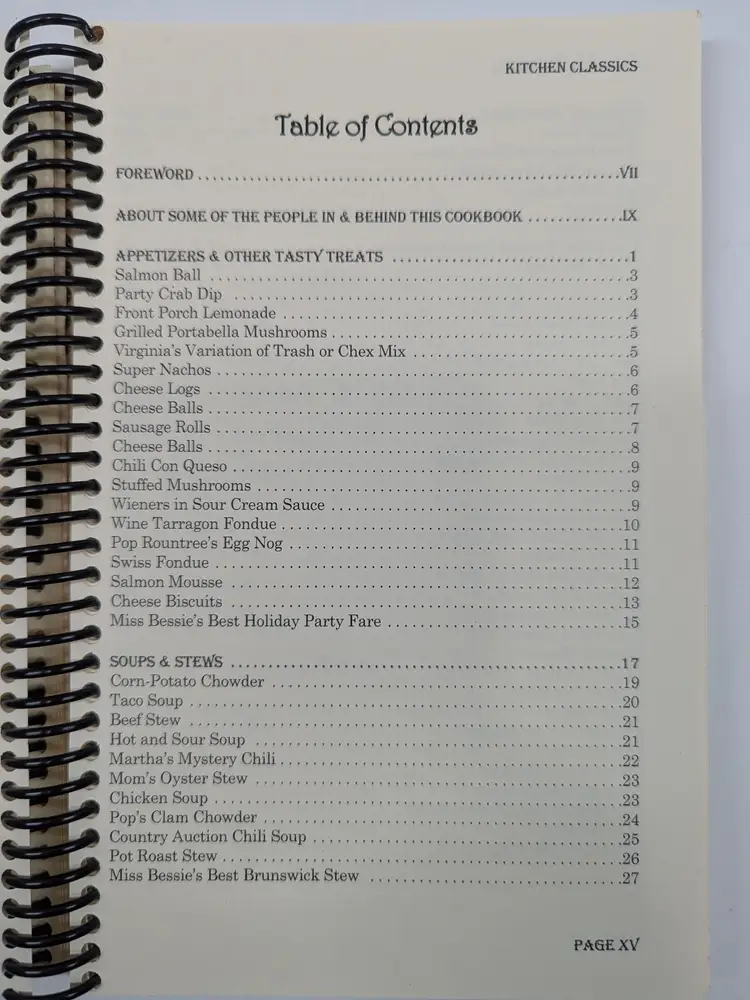 KITCHEN CLASSICS
Table of Contents
FOREWORD ........................................................ VII
ABOUT SOME OF THE PEOPLE IN & BEHIND THIS COOKBOOK ............. IX
APPETIZERS & OTHER TASTY TREATS ............................... 1
Salmon Ball ..................................................... 3
Party Crab Dip .................................................. 3
Front Porch Lemonade ............................................ 4
Grilled Portabella Mushrooms .................................... 5
Virginia's Variation of Trash or Chex Mix ....................... 5
Super Nachos .................................................... 6
Cheese Logs ..................................................... 6
Cheese Balls .................................................... 7
Sausage Rolls ................................................... 7
Cheese Balls .................................................... 8
Chili Con Queso ................................................. 9
Stuffed Mushrooms ............................................... 9
Wieners in Sour Cream Sauce ..................................... 9
Wine Tarragon Fondue ............................................ 10
Pop Rountree's Egg Nog .......................................... 11
Swiss Fondue .................................................... 11
Salmon Mousse ................................................... 12
Cheese Biscuits ................................................. 13
Miss Bessie's Best Holiday Party Fare ........................... 15
SOUPS & STEWS ................................................... 17
Corn-Potato Chowder ............................................. 19
Taco Soup ....................................................... 20
Beef Stew ....................................................... 21
Hot and Sour Soup ............................................... 21
Martha's Mystery Chili .......................................... 22
Mom's Oyster Stew ............................................... 23
Chicken Soup .................................................... 23
Pop's Clam Chowder .............................................. 24
Country Auction Chili Soup ...................................... 25
Pot Roast Stew .................................................. 26
Miss Bessie's Best Brunswick Stew ............................... 27
PAGE XV